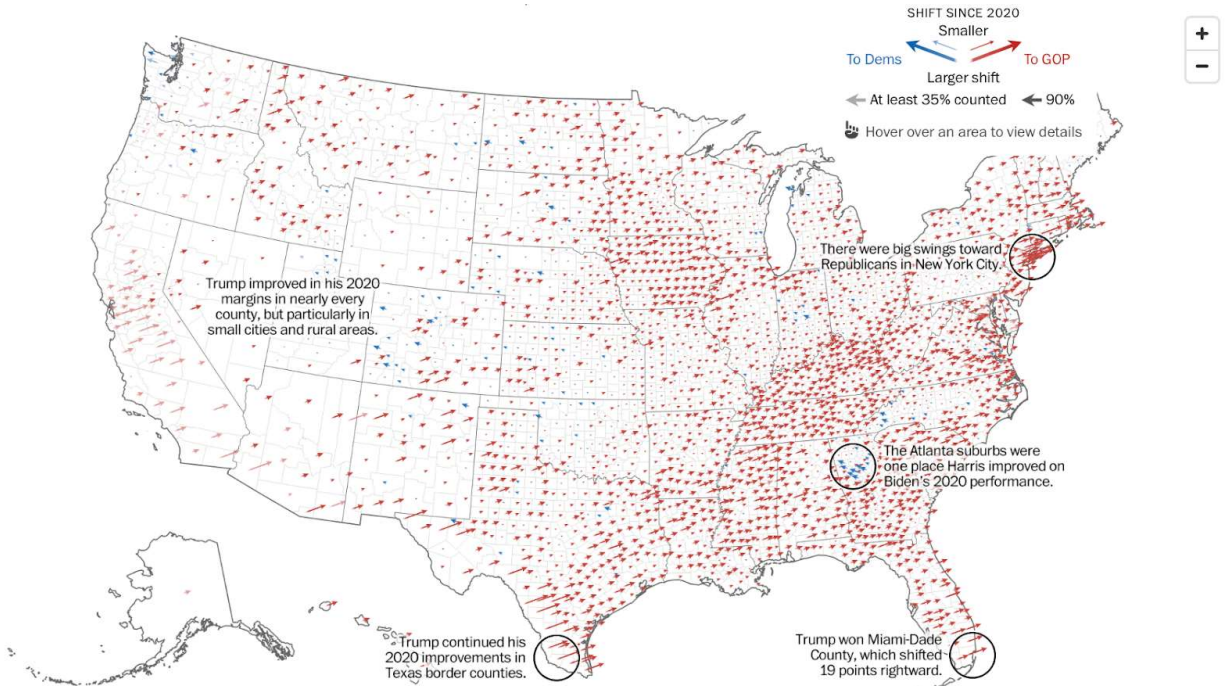 SHIFT SINCE 2020
Smaller
To Dems
To GOP
Larger shift
At least 35% counted
90%
Hover over an area to view details
+
−
There were big swings toward
Republicans in New York City.
Trump improved in his 2020
margins in nearly every
county, but particularly in
small cities and rural areas.
The Atlanta suburbs were
one place Harris improved on
Biden’s 2020 performance.
Trump continued his
2020 improvements in
Texas border counties.
Trump won Miami-Dade
County, which shifted
19 points rightward.